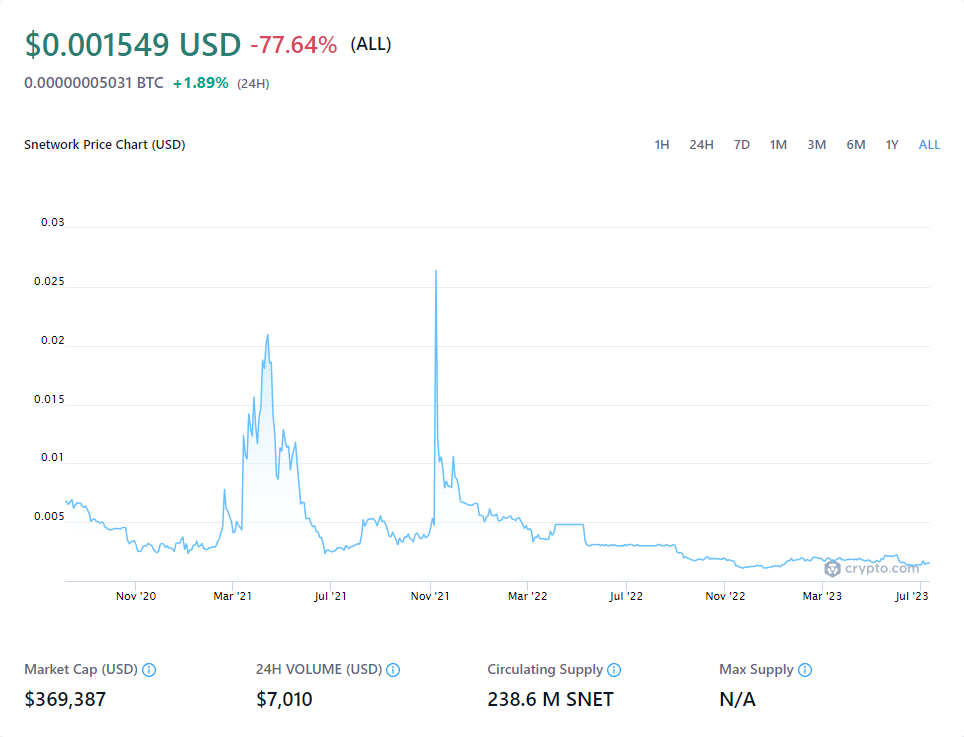 $0.001549 USD -77.64% (ALL)
0.00000005031 BTC +1.89% (24H)
Snetwork Price Chart (USD) 1H 24H 7D 1M 3M 6M 1Y ALL
0.03
0.025
0.02
0.015
0.01
0.005
crypto.com
Nov '20 Mar '21 Jul '21 Nov '21 Mar '22 Jul '22 Nov '22 Mar '23 Jul '23
Market Cap (USD) 24H VOLUME (USD) Circulating Supply Max Supply
$369,387 $7,010 238.6 M SNET N/A